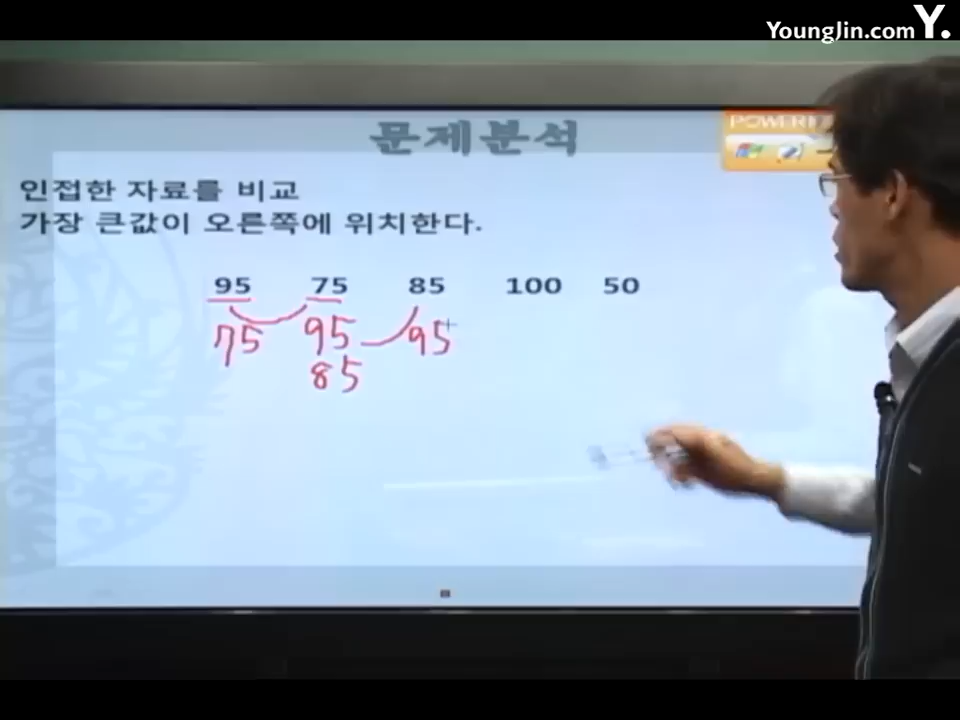 YoungJin.com Y.
문제분석
인접한 자료를 비교
가장 큰값이 오른쪽에 위치한다.
95 75 85 100 50
75 95 95
85